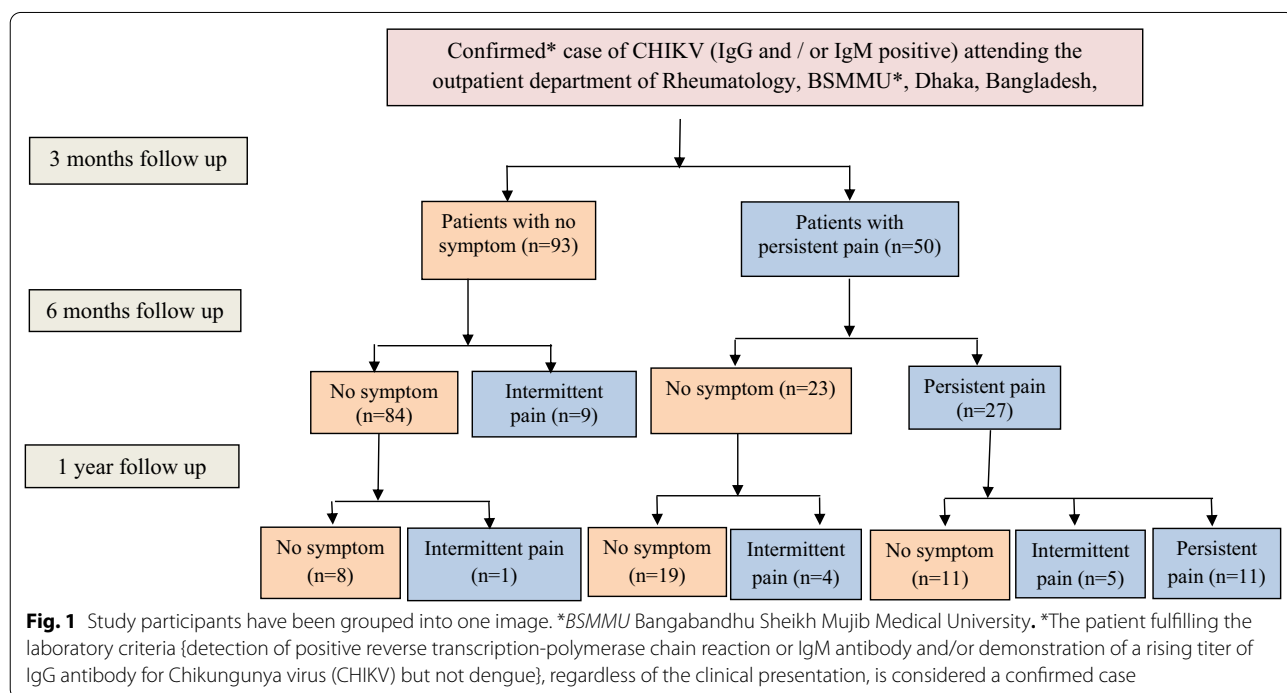 Confirmed* case of CHIKV (IgG and / or IgM positive) attending the
outpatient department of Rheumatology, BSMMU*, Dhaka, Bangladesh,
3 months follow up
Patients with no
symptom (n=93)
Patients with
persistent pain (n=50)
6 months follow up
No symptom
(n=84)
Intermittent
pain (n=9)
No symptom (n=23)
Persistent pain
(n=27)
1 year follow up
No symptom
(n=8)
Intermittent pain
(n=1)
No symptom
(n=19)
Intermittent
pain (n=4)
No symptom
(n=11)
Intermittent
pain (n=5)
Persistent
pain (n=11)
Fig. 1 Study participants have been grouped into one image. *BSMMU Bangabandhu Sheikh Mujib Medical University. *The patient fulfilling the
laboratory criteria {detection of positive reverse transcription-polymerase chain reaction or IgM antibody and/or demonstration of a rising titer of
IgG antibody for Chikungunya virus (CHIKV) but not dengue}, regardless of the clinical presentation, is considered a confirmed case